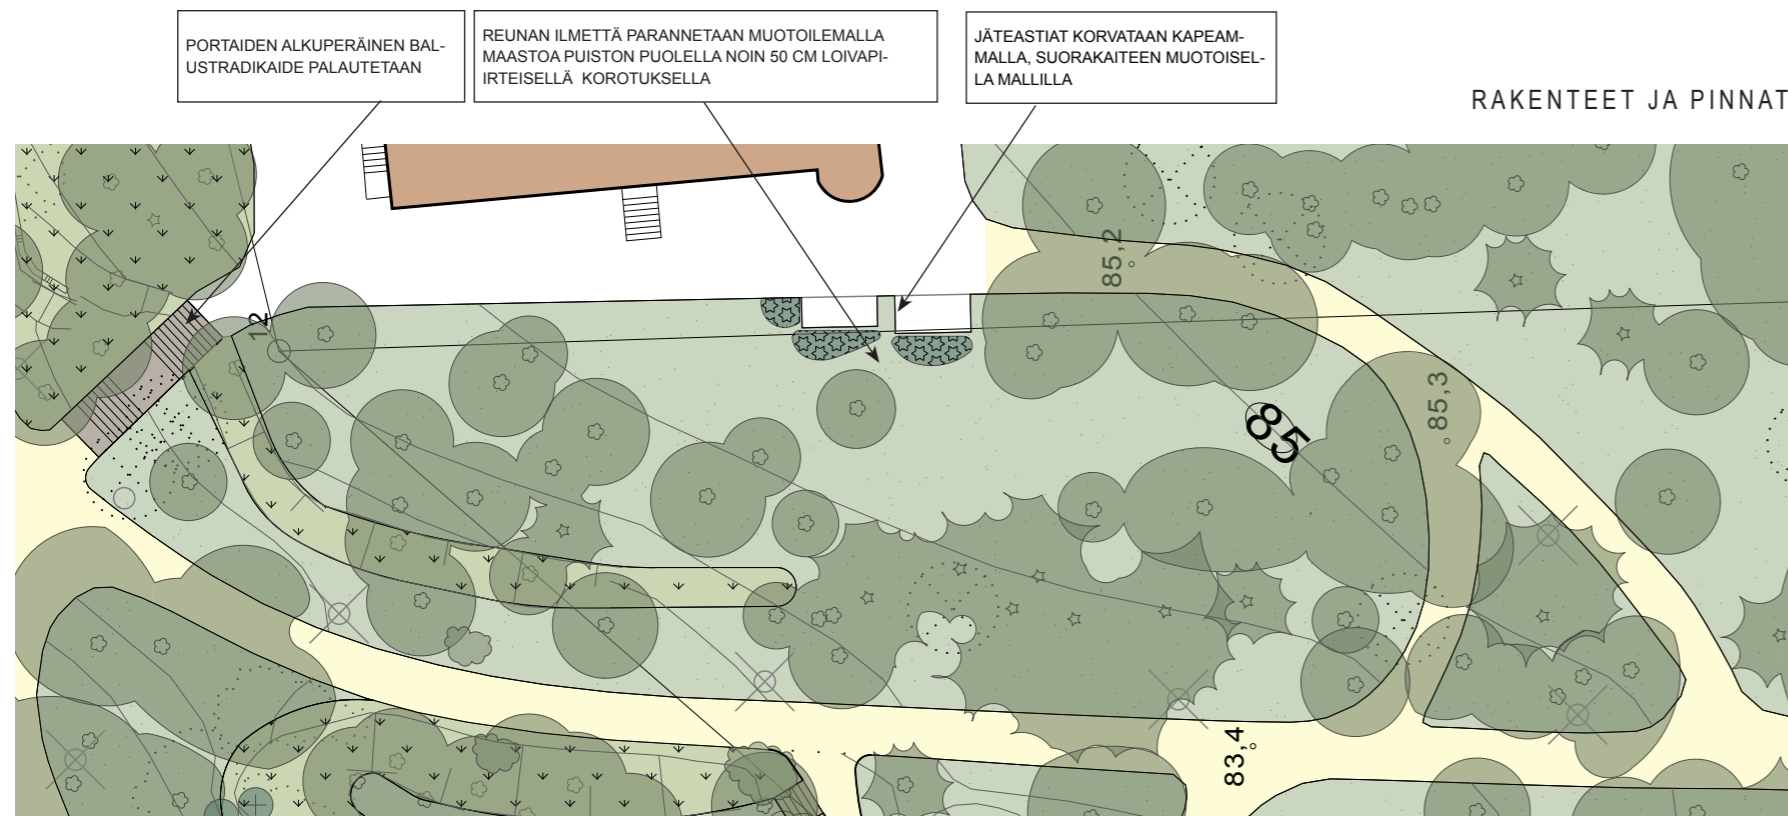 PORTAIDEN ALKUPERÄINEN BAL-
USTRADIKAIDE PALAUTETAAN
REUNAN ILMETTÄ PARANNETAAN MUOTOILEMALLA
MAASTOA PUISTON PUOLELLA NOIN 50 CM LOIVAPI-
IRTEISELLÄ KOROTUKSELLA
JÄTEASTIAT KORVATAAN KAPEAM-
MALLA, SUORAKAITEEN MUOTOISEL-
LA MALLILLA
RAKENTEET JA PINNAT
85,2
12
85,3
85
83,4